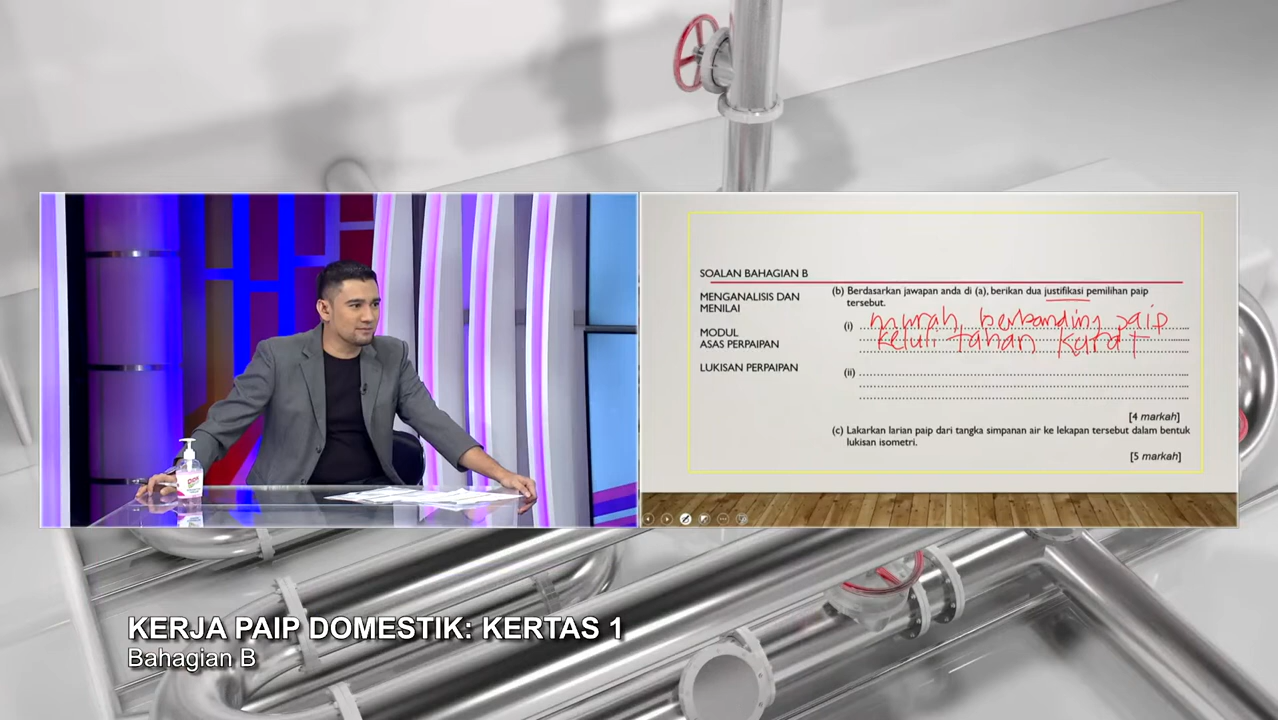 SOALAN BAHAGIAN B
MENGANALISIS DAN
MENILAI
MODUL
ASAS PERPAIPAN
LUKISAN PERPAIPAN
(b) Berdasarkan jawapan anda di (a), berikan dua justifikasi pemilihan paip
tersebut.
(i) murah berbanding paip
keluli tahan karat
(ii)
[4 markah]
(c) Lakarkan larian paip dari tangka simpanan air ke lekapan tersebut dalam bentuk
lukisan isometri.
[5 markah]
KERJA PAIP DOMESTIK: KERTAS 1
Bahagian B